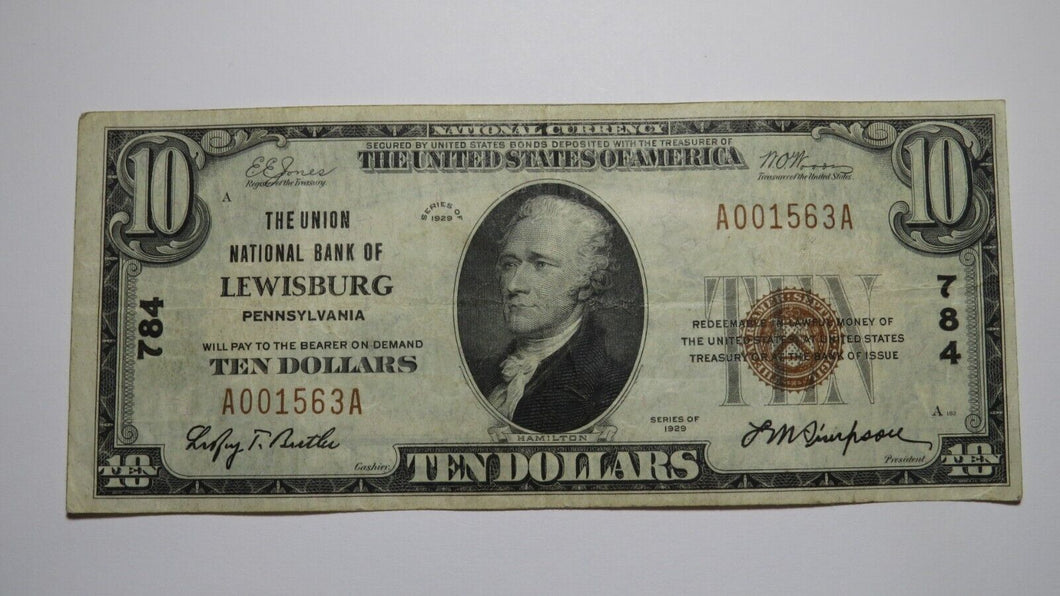 NATIONAL CURRENCY
SECURED BY UNITED STATES BONDS DEPOSITED WITH THE TREASURER OF
THE UNITED STATES OF AMERICA
10
10
E E Jones
Register of the Treasury.
Treasurer of the United States.
A
SERIES OF
1929
THE UNION
NATIONAL BANK OF
LEWISBURG
PENNSYLVANIA
WILL PAY TO THE BEARER ON DEMAND
TEN DOLLARS
A001563A
784
A001563A
784
TEN
REDEEMABLE IN LAWFUL MONEY OF
THE UNITED STATES AT UNITED STATES
TREASURY OR AT THE BANK OF ISSUE
A 182
SERIES OF
1929
HAMILTON
Cashier.
President
10 TEN
TEN DOLLARS
10 TEN